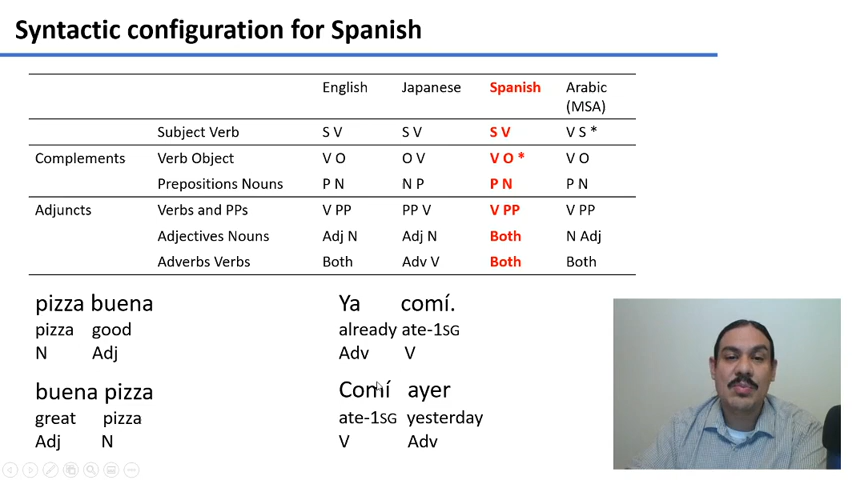 Syntactic configuration for Spanish
English Japanese Spanish Arabic (MSA)
Subject Verb S V S V S V V S *
Complements Verb Object V O O V V O * V O
Prepositions Nouns P N N P P N P N
Adjuncts Verbs and PPs V PP PP V V PP V PP
Adjectives Nouns Adj N Adj N Both N Adj
Adverbs Verbs Both Adv V Both Both
pizza buena
pizza good
N Adj
buena pizza
great pizza
Adj N
Ya comí.
already ate-1SG
Adv V
Comí ayer
ate-1SG yesterday
V Adv